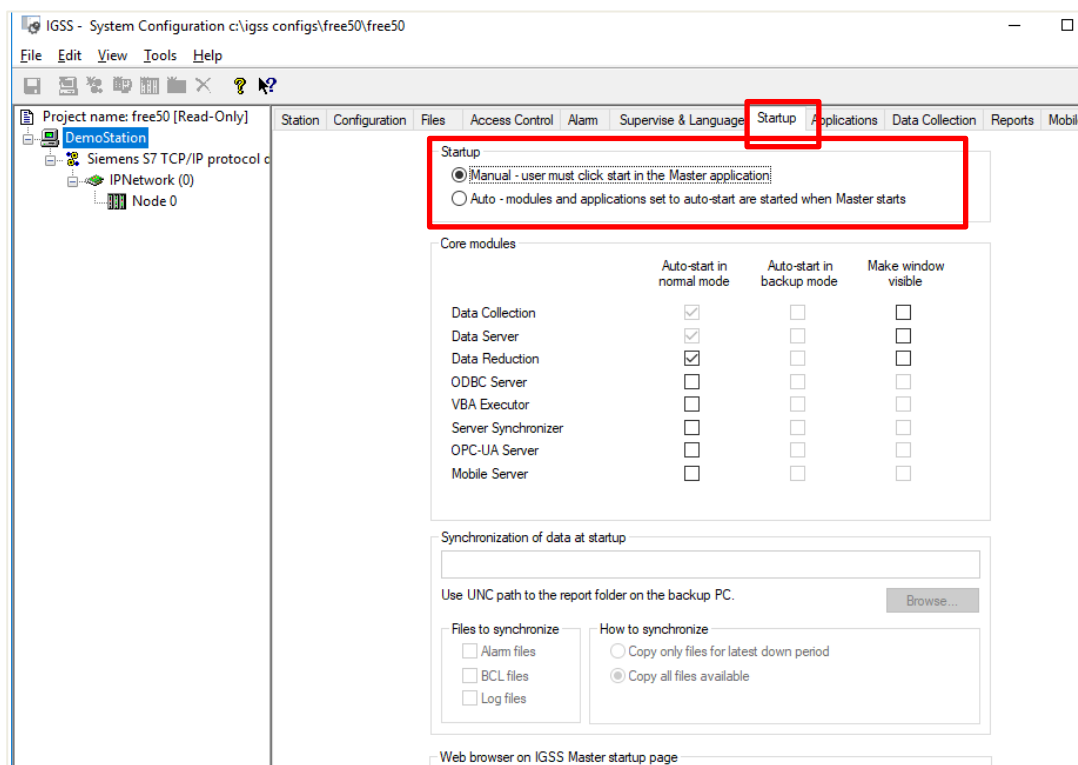 IGSS - System Configuration c:\igss configs\free50\free50
File Edit View Tools Help
Project name: free50 [Read-Only]
DemoStation
Siemens S7 TCP/IP protocol d
IPNetwork (0)
Node 0
Station Configuration Files Access Control Alarm Supervise & Language Startup Applications Data Collection Reports Mobil
Startup
Manual - user must click start in the Master application
Auto - modules and applications set to auto-start are started when Master starts
Core modules
Auto-start in normal mode
Auto-start in backup mode
Make window visible
Data Collection
Data Server
Data Reduction
ODBC Server
VBA Executor
Server Synchronizer
OPC-UA Server
Mobile Server
Synchronization of data at startup
Use UNC path to the report folder on the backup PC.
Browse...
Files to synchronize
Alarm files
BCL files
Log files
How to synchronize
Copy only files for latest down period
Copy all files available
Web browser on IGSS Master startup page